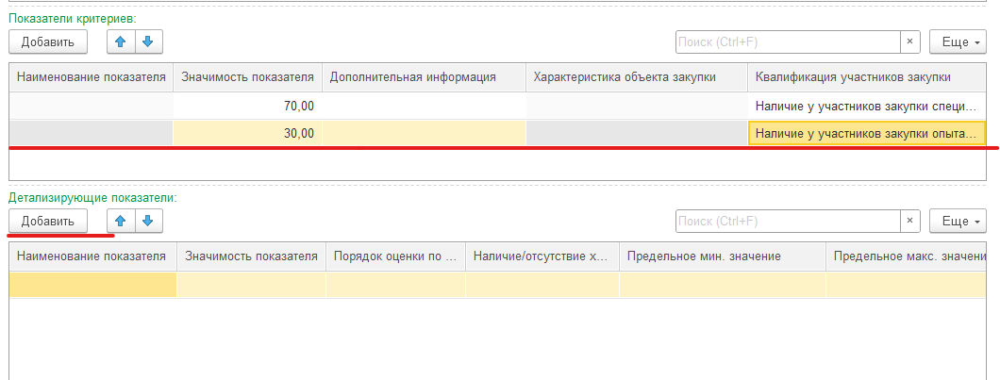 Показатели критериев:
Добавить Поиск (Ctrl+F) × Еще
Наименование показателя Значимость показателя Дополнительная информация Характеристика объекта закупки Квалификация участников закупки
70,00 Наличие у участников закупки специ...
30,00 Наличие у участников закупки опыта...
Детализирующие показатели:
Добавить Поиск (Ctrl+F) × Еще
Наименование показателя Значимость показателя Порядок оценки по ... Наличие/отсутствие х... Предельное мин. значение Предельное макс. значени